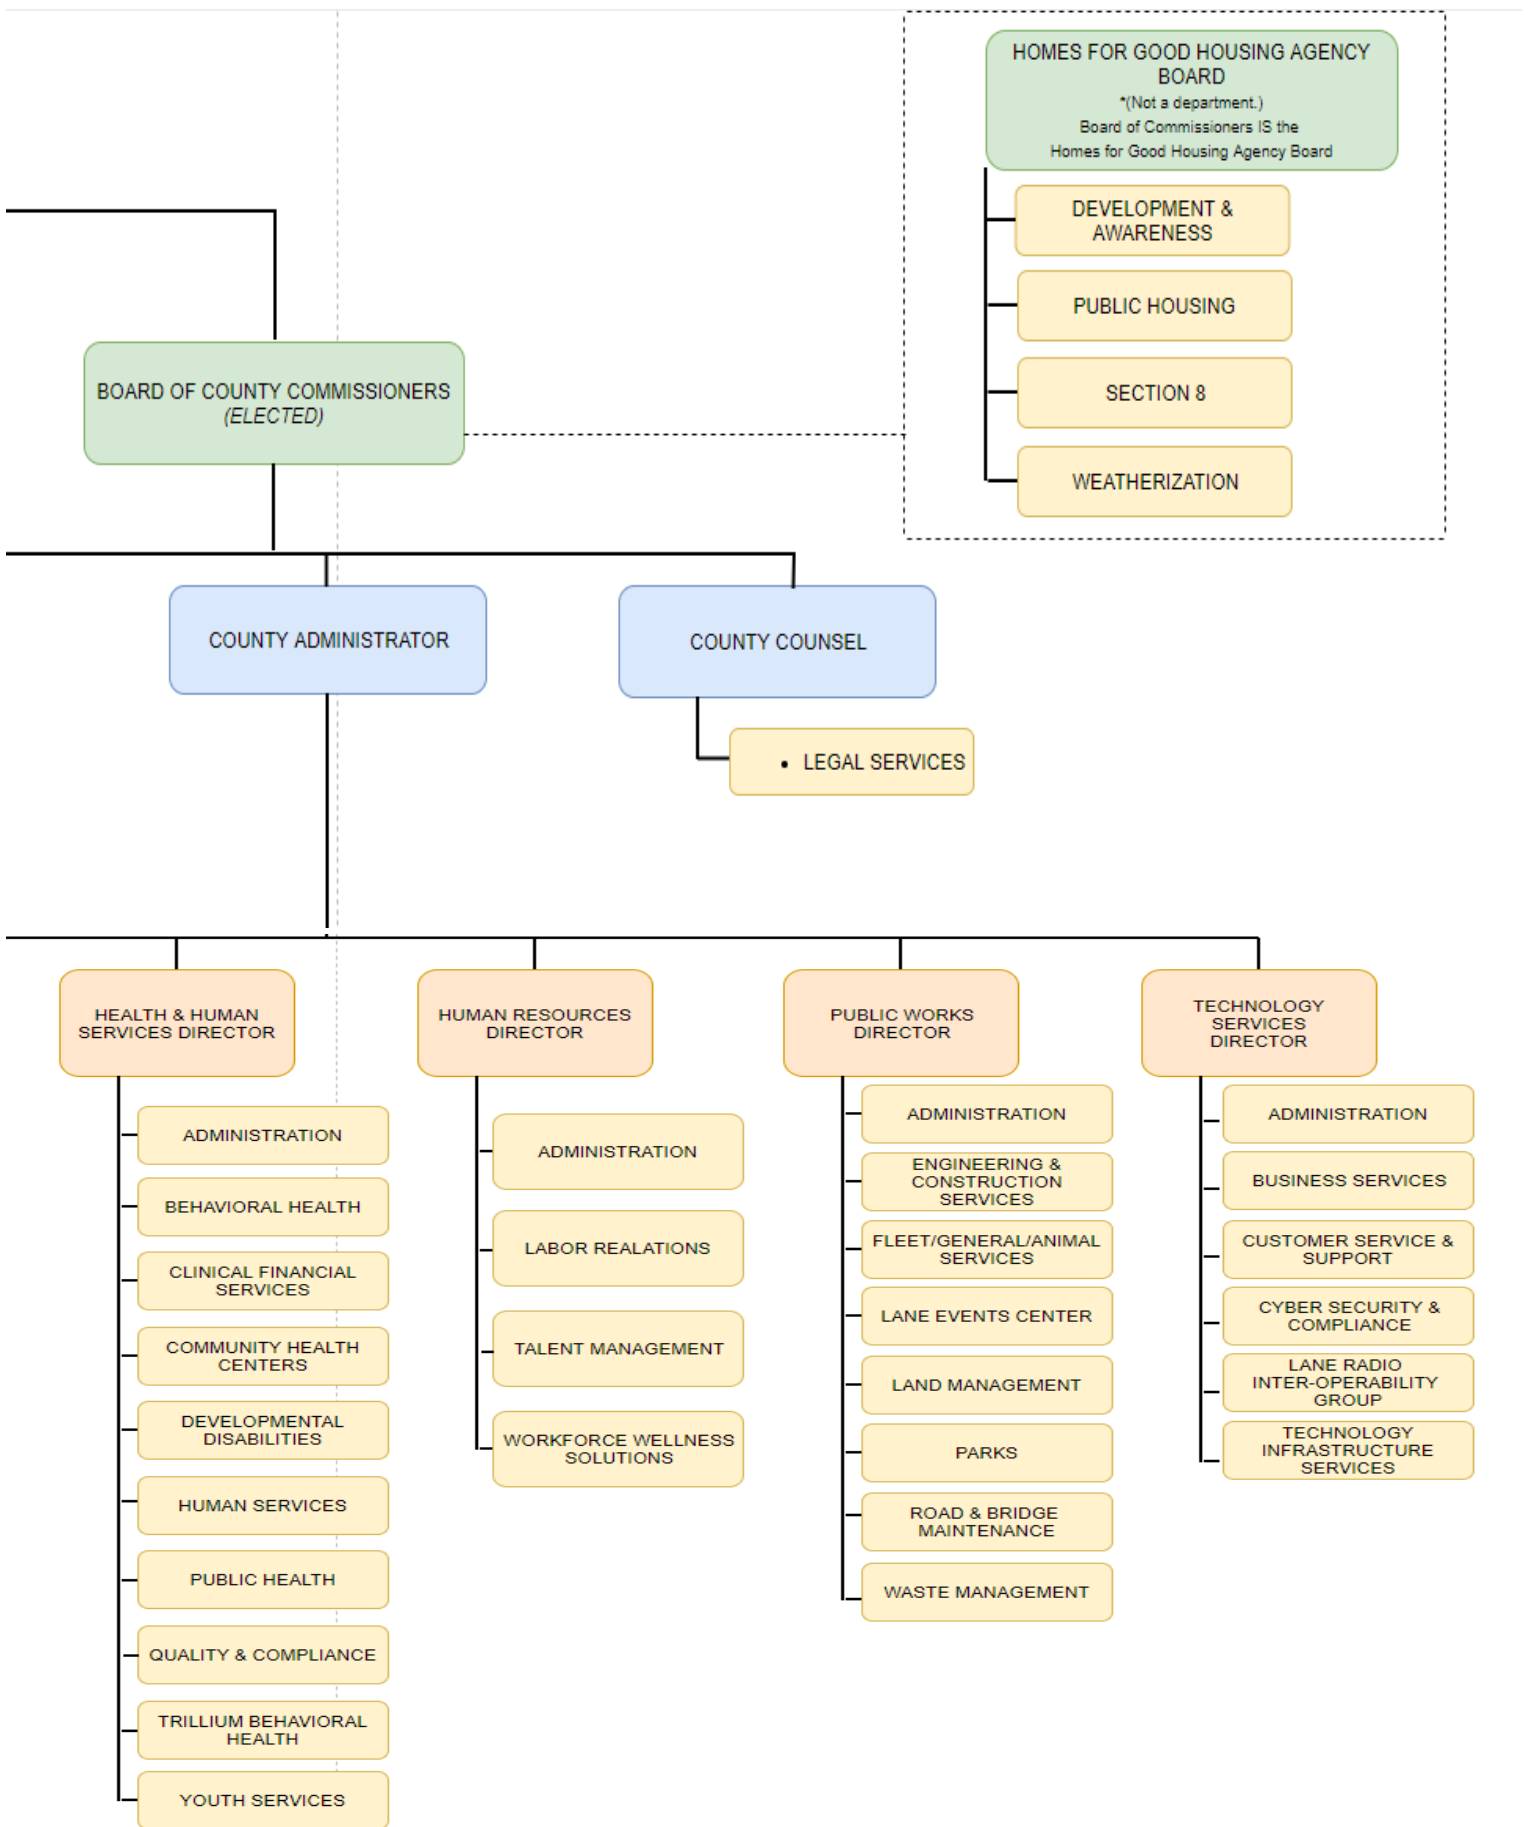 HOMES FOR GOOD HOUSING AGENCY
BOARD
*(Not a department.)
Board of Commissioners IS the
Homes for Good Housing Agency Board
DEVELOPMENT &
AWARENESS
PUBLIC HOUSING
SECTION 8
WEATHERIZATION
BOARD OF COUNTY COMMISSIONERS
(ELECTED)
COUNTY ADMINISTRATOR
COUNTY COUNSEL
• LEGAL SERVICES
HEALTH & HUMAN
SERVICES DIRECTOR
ADMINISTRATION
BEHAVIORAL HEALTH
CLINICAL FINANCIAL
SERVICES
COMMUNITY HEALTH
CENTERS
DEVELOPMENTAL
DISABILITIES
HUMAN SERVICES
PUBLIC HEALTH
QUALITY & COMPLIANCE
TRILLIUM BEHAVIORAL
HEALTH
YOUTH SERVICES
HUMAN RESOURCES
DIRECTOR
ADMINISTRATION
LABOR REALATIONS
TALENT MANAGEMENT
WORKFORCE WELLNESS
SOLUTIONS
PUBLIC WORKS
DIRECTOR
ADMINISTRATION
ENGINEERING &
CONSTRUCTION
SERVICES
FLEET/GENERAL/ANIMAL
SERVICES
LANE EVENTS CENTER
LAND MANAGEMENT
PARKS
ROAD & BRIDGE
MAINTENANCE
WASTE MANAGEMENT
TECHNOLOGY
SERVICES
DIRECTOR
ADMINISTRATION
BUSINESS SERVICES
CUSTOMER SERVICE &
SUPPORT
CYBER SECURITY &
COMPLIANCE
LANE RADIO
INTER-OPERABILITY
GROUP
TECHNOLOGY
INFRASTRUCTURE
SERVICES